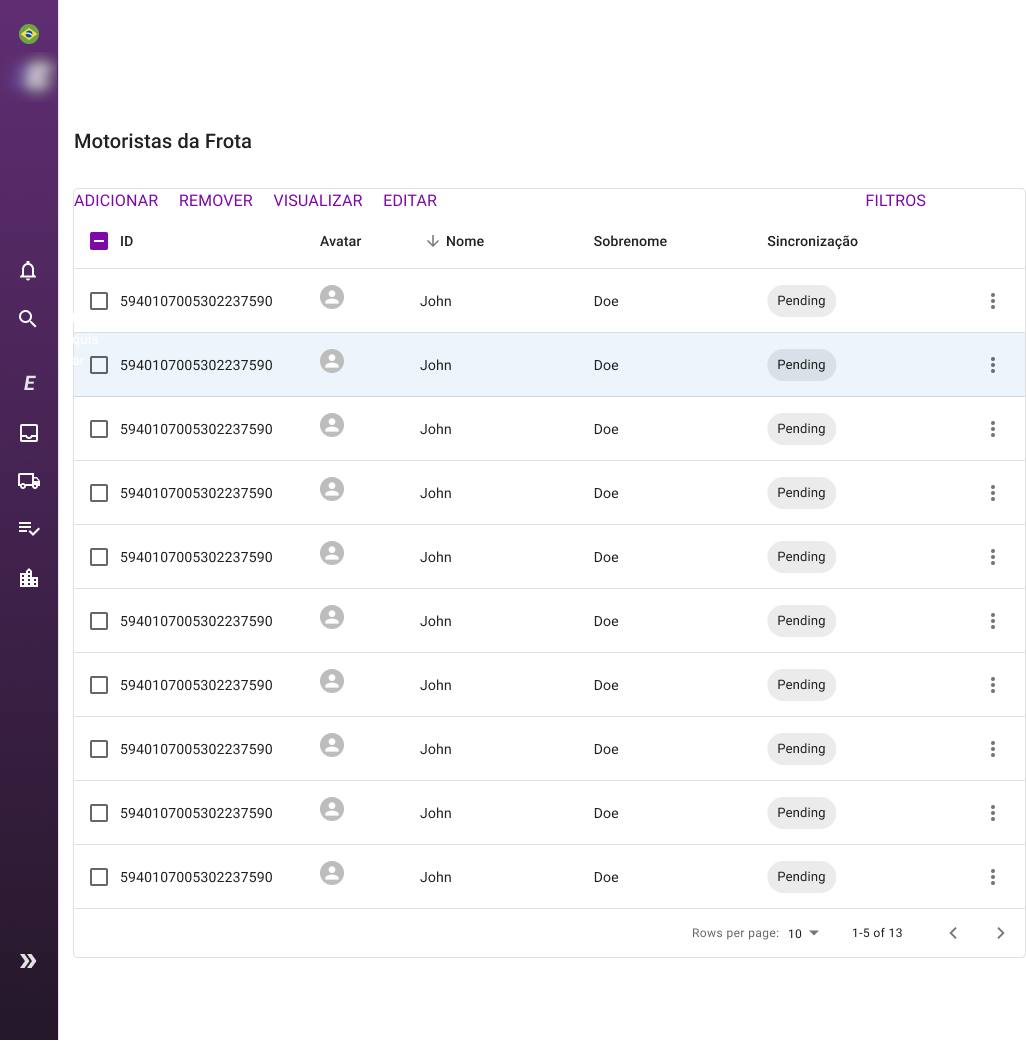 Motoristas da Frota
ADICIONAR REMOVER VISUALIZAR EDITAR FILTROS
ID Avatar Nome Sobrenome Sincronização
5940107005302237590 John Doe Pending
quis
ar
5940107005302237590 John Doe Pending
E
5940107005302237590 John Doe Pending
5940107005302237590 John Doe Pending
5940107005302237590 John Doe Pending
5940107005302237590 John Doe Pending
5940107005302237590 John Doe Pending
5940107005302237590 John Doe Pending
5940107005302237590 John Doe Pending
5940107005302237590 John Doe Pending
Rows per page: 10 1-5 of 13